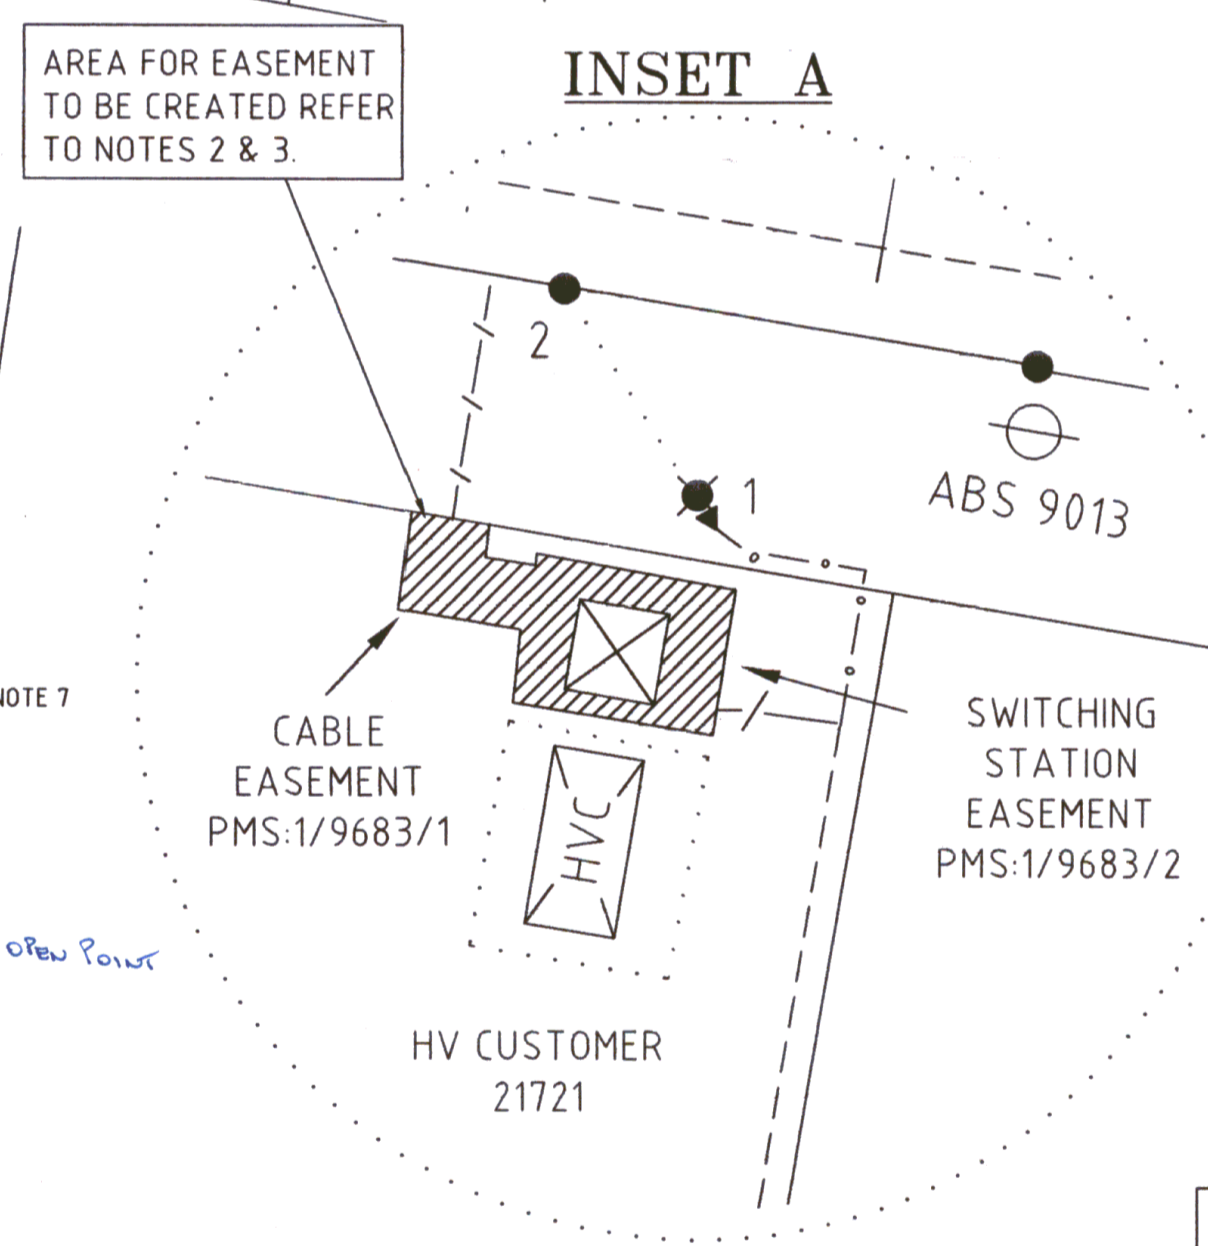 AREA FOR EASEMENT
TO BE CREATED REFER
TO NOTES 2 & 3.
INSET A
2
1
ABS 9013
NOTE 7
CABLE
EASEMENT
PMS:1/9683/1
SWITCHING
STATION
EASEMENT
PMS:1/9683/2
HVC
OPEN POINT
HV CUSTOMER
21721